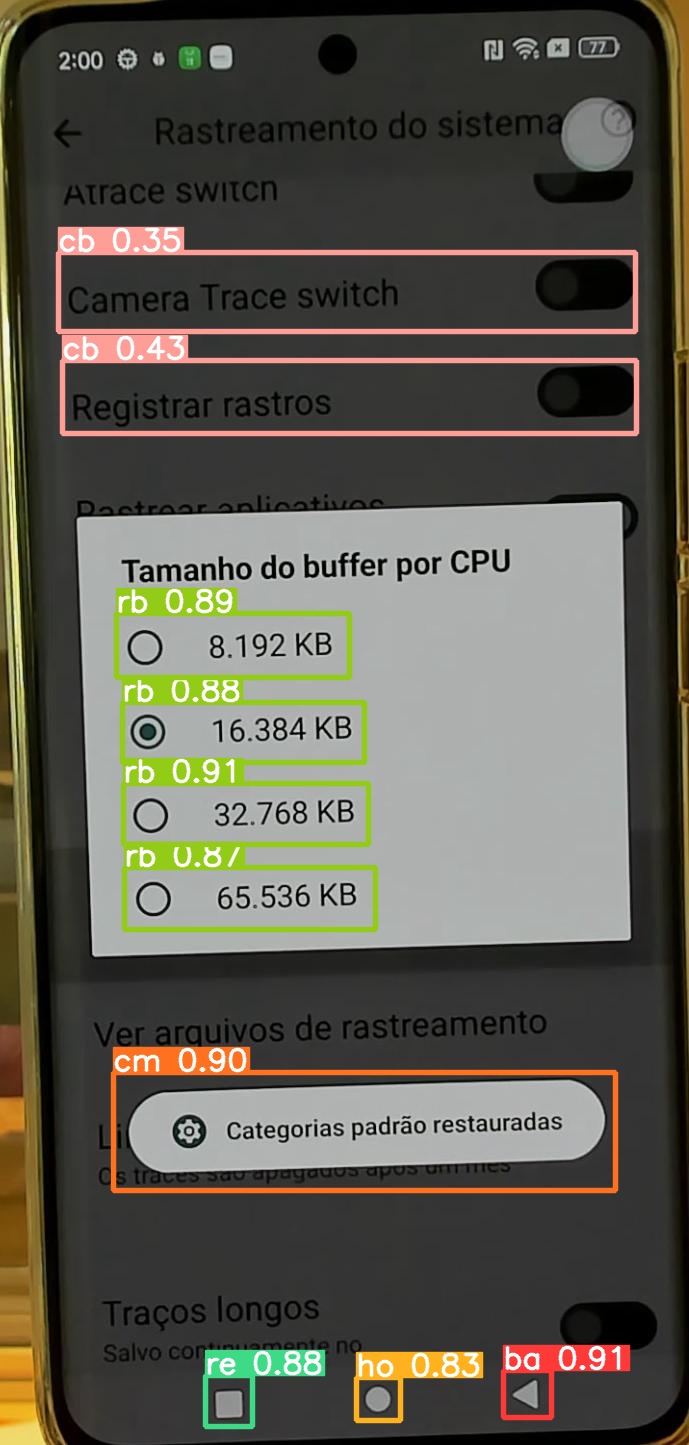 2:00 77
Rastreamento do sistema ?
Atrace switch
cb 0.35
Camera Trace switch
cb 0.43
Registrar rastros
Rastrear aplicativos
Tamanho do buffer por CPU
rb 0.89
8.192 KB
rb 0.88
16.384 KB
rb 0.91
32.768 KB
rb 0.87
65.536 KB
Ver arquivos de rastreamento
cm 0.90
Li
Categorias padrão restauradas
Os traces são apagados após um mês
Traços longos
Salvo continuamente no
re 0.88 ho 0.83 ba 0.91